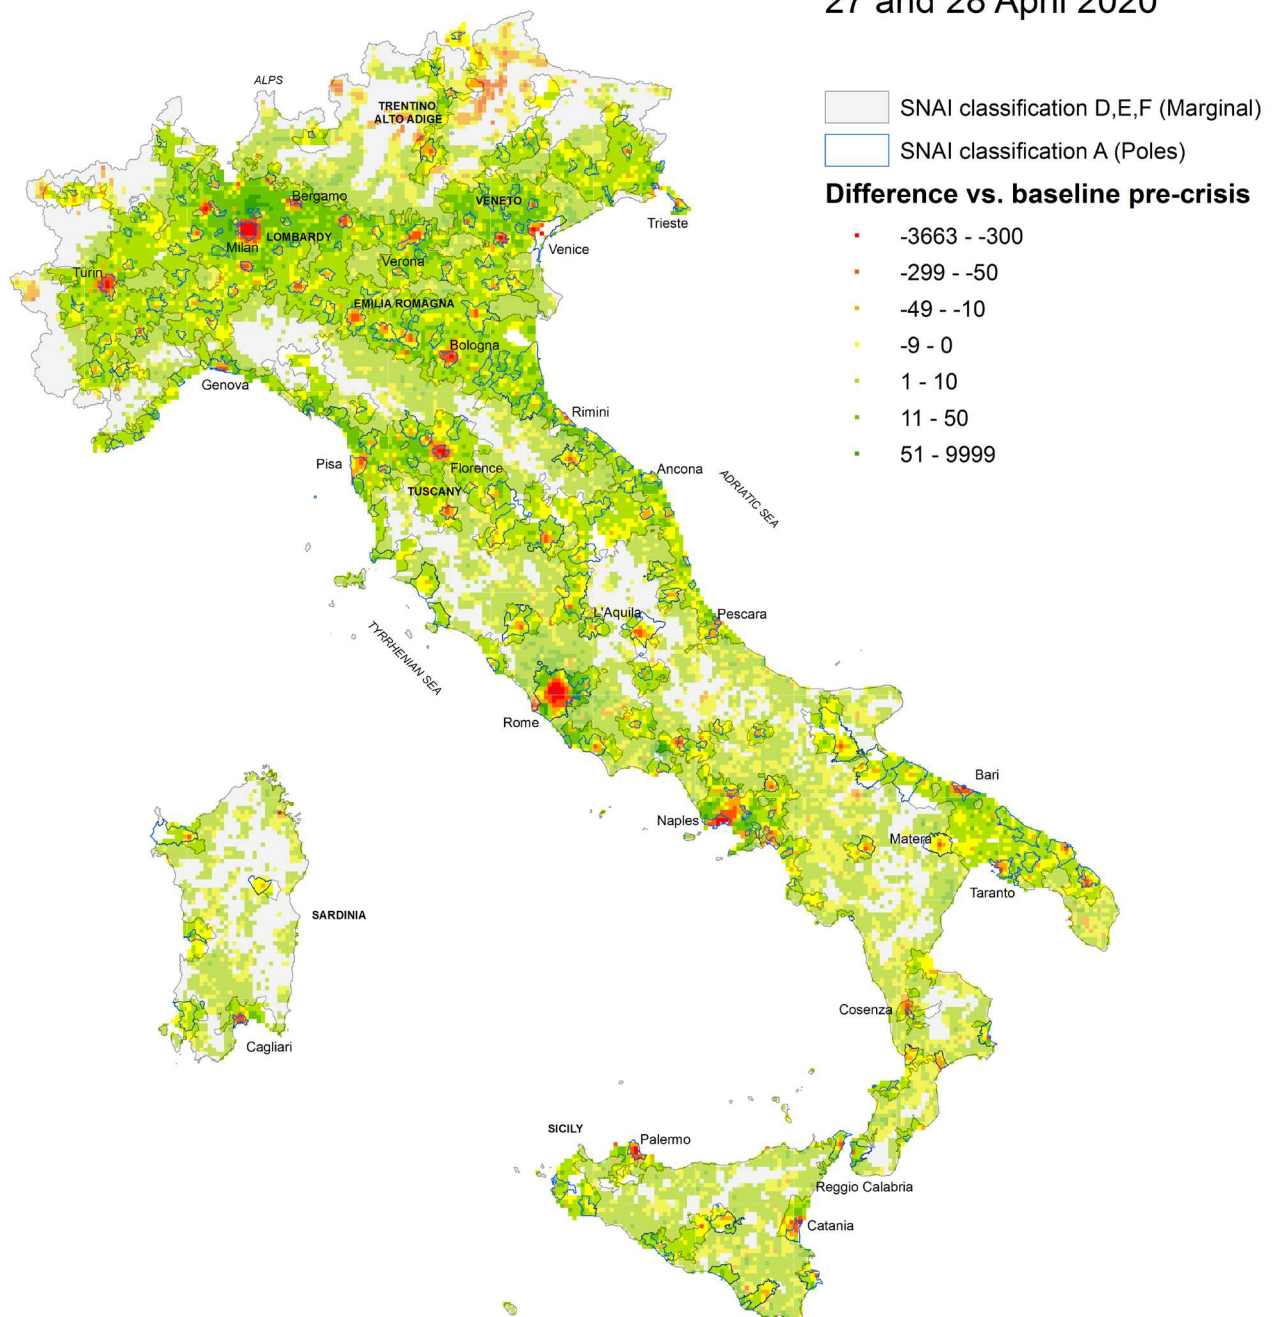 27 and 28 April 2020
SNAI classification D,E,F (Marginal)
SNAI classification A (Poles)
Difference vs. baseline pre-crisis
-3663 - -300
-299 - -50
-49 - -10
-9 - 0
1 - 10
11 - 50
51 - 9999
ALPS
TRENTINO
ALTO ADIGE
Bergamo
VENETO
Trieste
Milan
LOMBARDY
Venice
Verona
Turin
EMILIA ROMAGNA
Bologna
Genova
Rimini
Pisa
Florence
Ancona
TUSCANY
ADRIATIC SEA
L'Aquila
Pescara
TYRRHENIAN SEA
Rome
Bari
Naples
Matera
Taranto
SARDINIA
Cosenza
Cagliari
SICILY
Palermo
Reggio Calabria
Catania